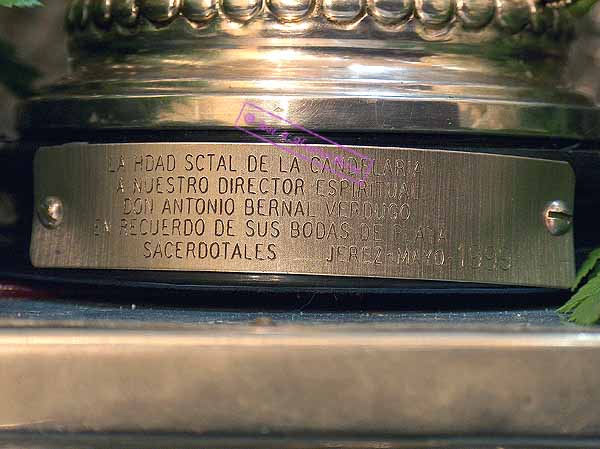 LA HDAD SCTAL DE LA CANDELARIA
A NUESTRO DIRECTOR ESPIRITUAL
DON ANTONIO BERNAL VERDUGO
EN RECUERDO DE SUS BODAS DE PLATA
SACERDOTALES JEREZ-MAYO-1999